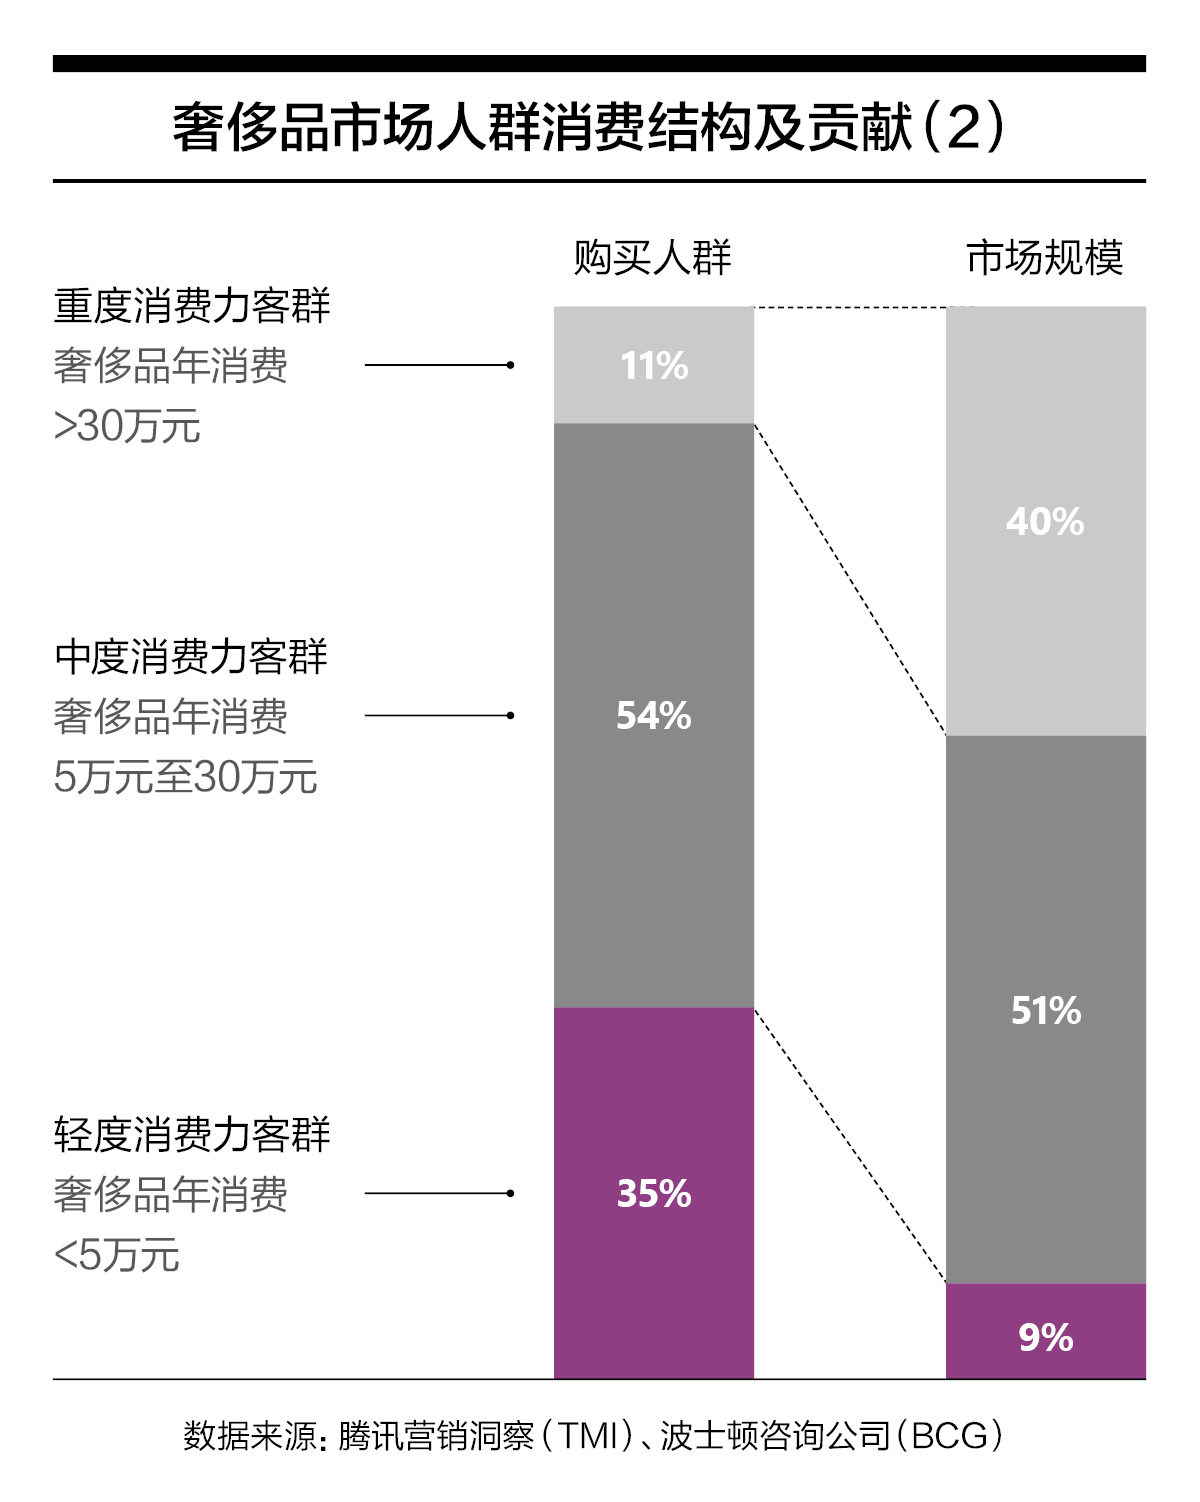 奢侈品市场人群消费结构及贡献(2)
购买人群
市场规模
重度消费力客群
奢侈品年消费
>30万元
11%
40%
中度消费力客群
奢侈品年消费
5万元至30万元
54%
51%
轻度消费力客群
奢侈品年消费
<5万元
35%
9%
数据来源：腾讯营销洞察(TMI)、波士顿咨询公司(BCG)